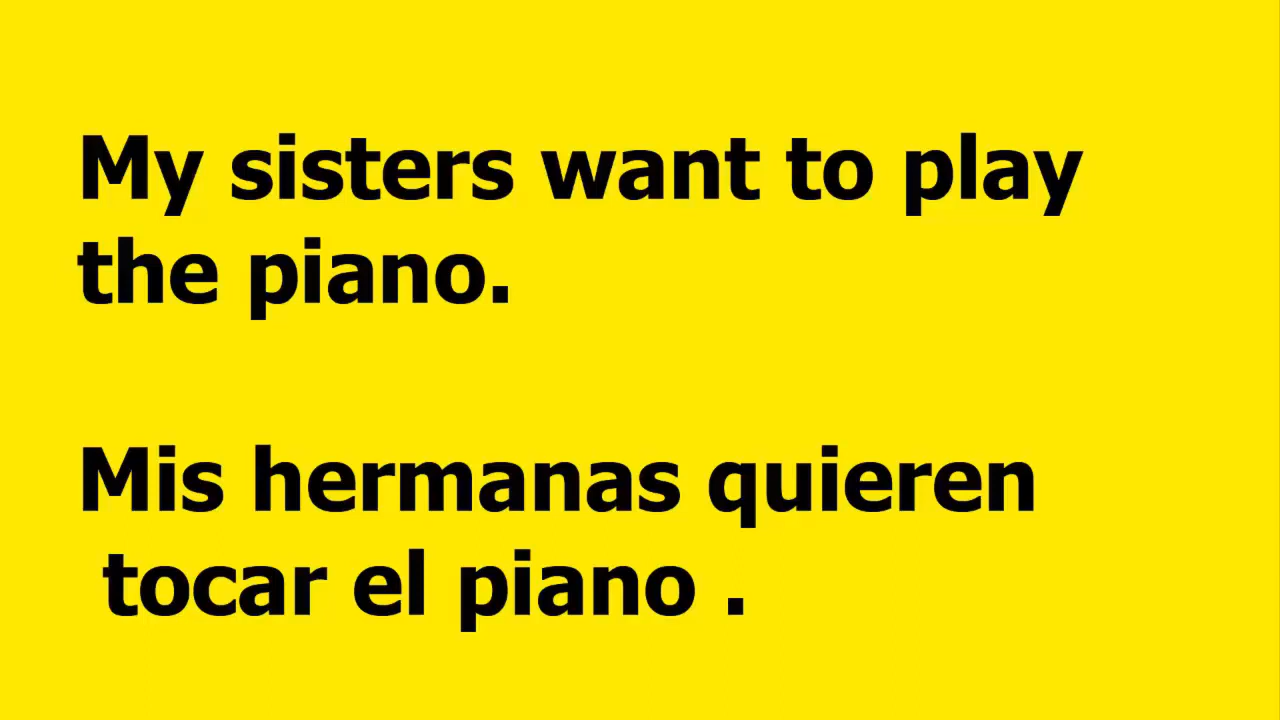 My sisters want to play
the piano.
Mis hermanas quieren
tocar el piano .